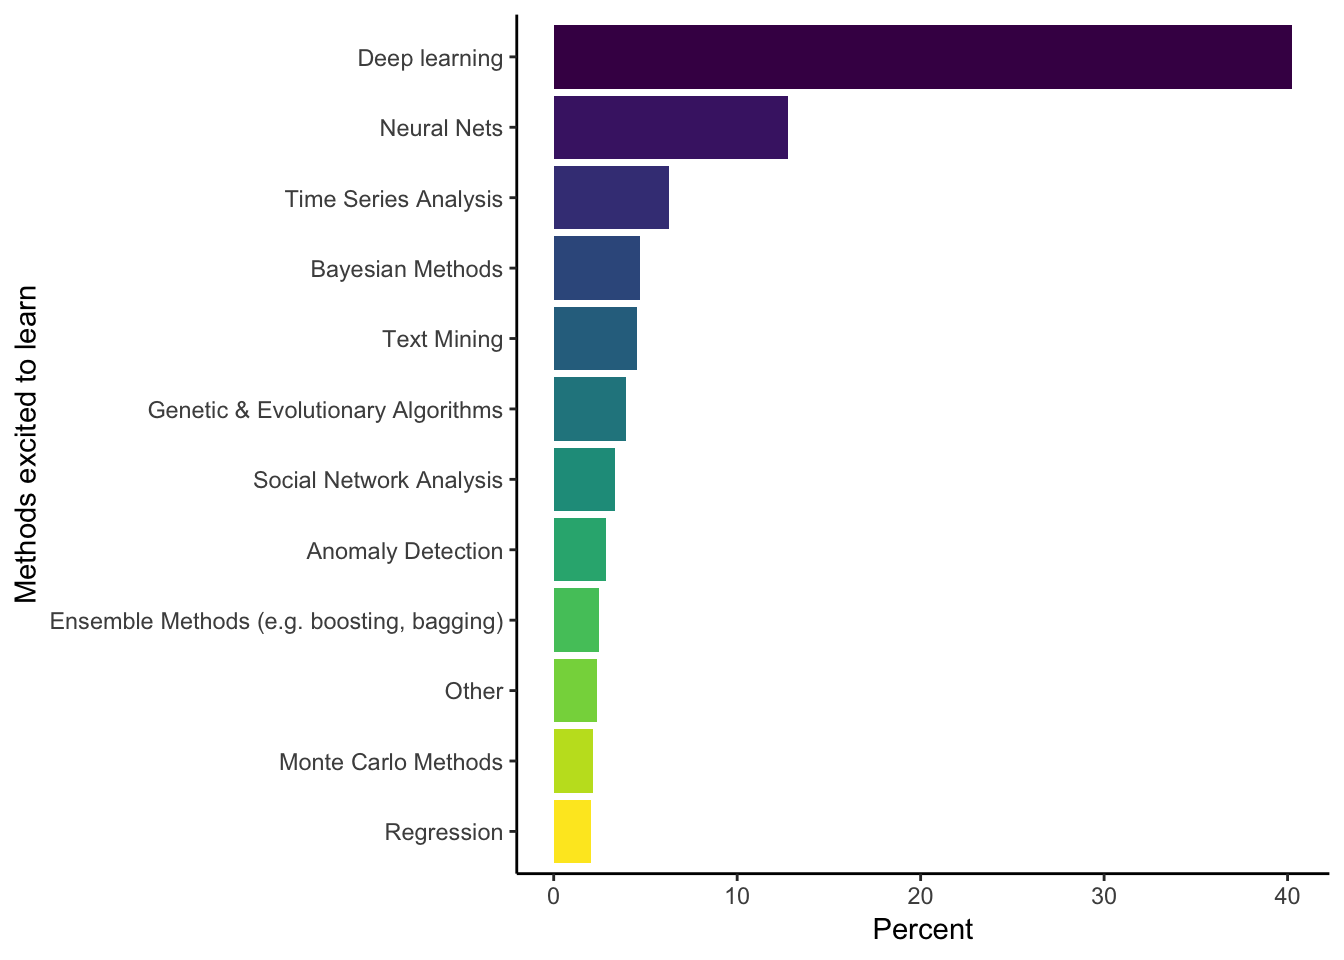 Methods excited to learn
Deep learning
Neural Nets
Time Series Analysis
Bayesian Methods
Text Mining
Genetic & Evolutionary Algorithms
Social Network Analysis
Anomaly Detection
Ensemble Methods (e.g. boosting, bagging)
Other
Monte Carlo Methods
Regression
0 10 20 30 40
Percent